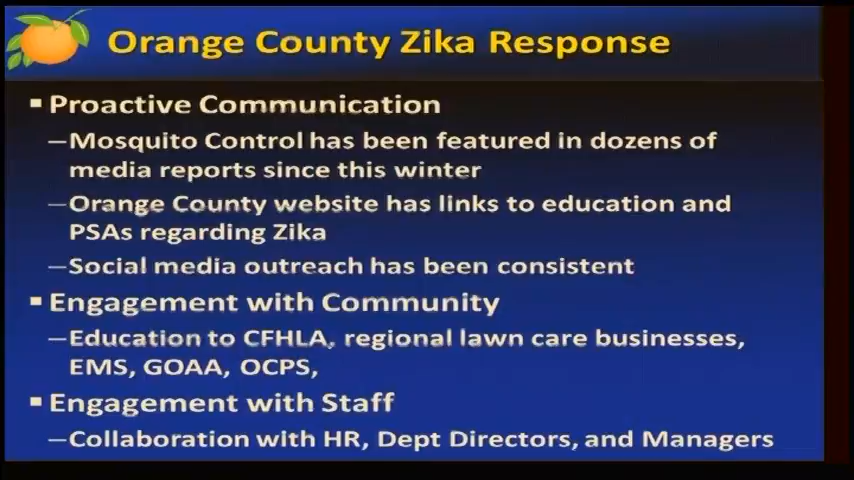 Orange County Zika Response
▪ Proactive Communication
–Mosquito Control has been featured in dozens of
media reports since this winter
–Orange County website has links to education and
PSAs regarding Zika
–Social media outreach has been consistent
▪ Engagement with Community
–Education to CFHLA, regional lawn care businesses,
EMS, GOAA, OCPS,
▪ Engagement with Staff
–Collaboration with HR, Dept Directors, and Managers